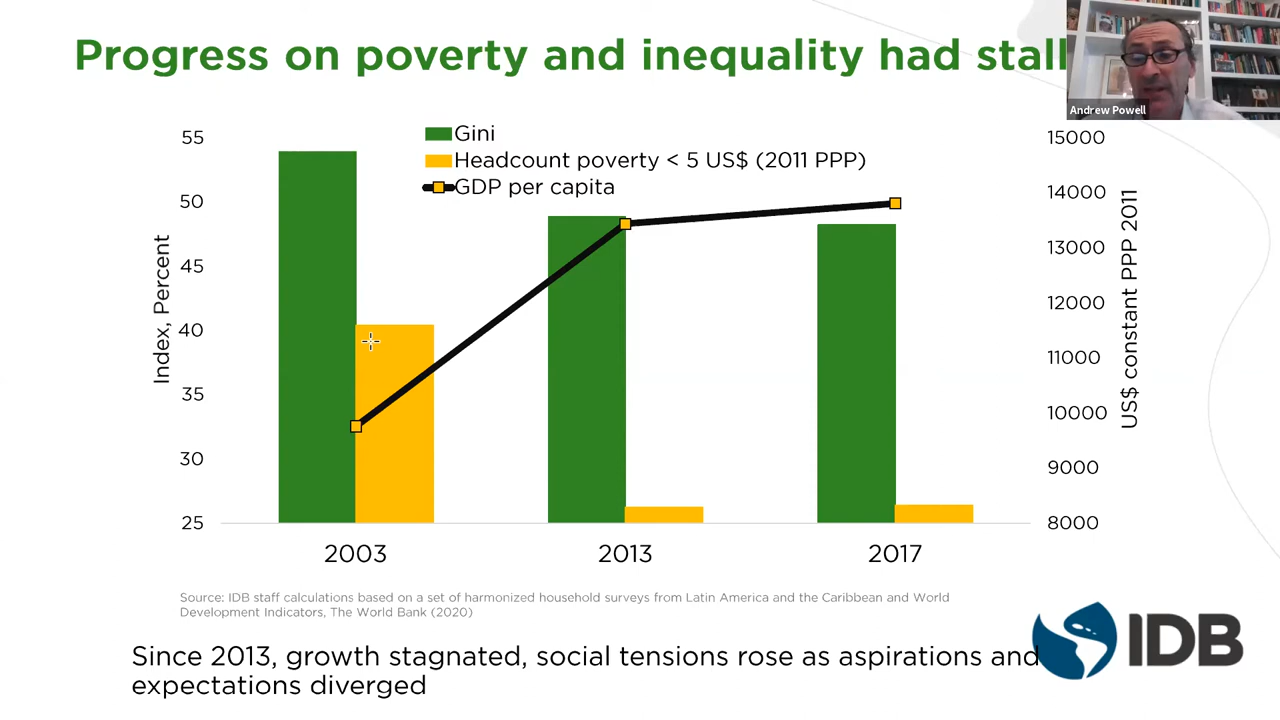 Progress on poverty and inequality had stall
Andrew Powell
Gini
Headcount poverty < 5 US$ (2011 PPP)
GDP per capita
55
50
45
40
35
30
25
Index, Percent
15000
14000
13000
12000
11000
10000
9000
8000
US$ constant PPP 2011
2003
2013
2017
Source: IDB staff calculations based on a set of harmonized household surveys from Latin America and the Caribbean and World
Development Indicators, The World Bank (2020)
Since 2013, growth stagnated, social tensions rose as aspirations and
expectations diverged
IDB